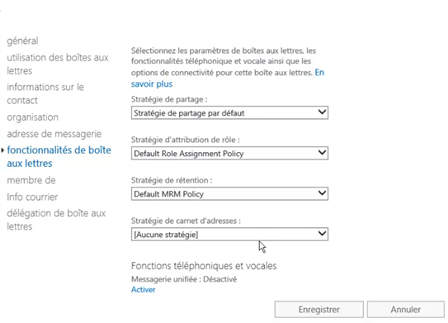 général
utilisation des boîtes aux
lettres
informations sur le
contact
organisation
adresse de messagerie
fonctionnalités de boîte
aux lettres
membre de
Info courrier
délégation de boîte aux
lettres
Sélectionnez les paramètres de boîtes aux lettres, les
fonctionnalités téléphonique et vocale ainsi que les
options de connectivité pour cette boîte aux lettres. En
savoir plus
Stratégie de partage :
Stratégie de partage par défaut
Stratégie d'attribution de rôle :
Default Role Assignment Policy
Stratégie de rétention :
Default MRM Policy
Stratégie de carnet d'adresses :
[Aucune stratégie]
Fonctions téléphoniques et vocales
Messagerie unifiée : Désactivé
Activer
Enregistrer
Annuler